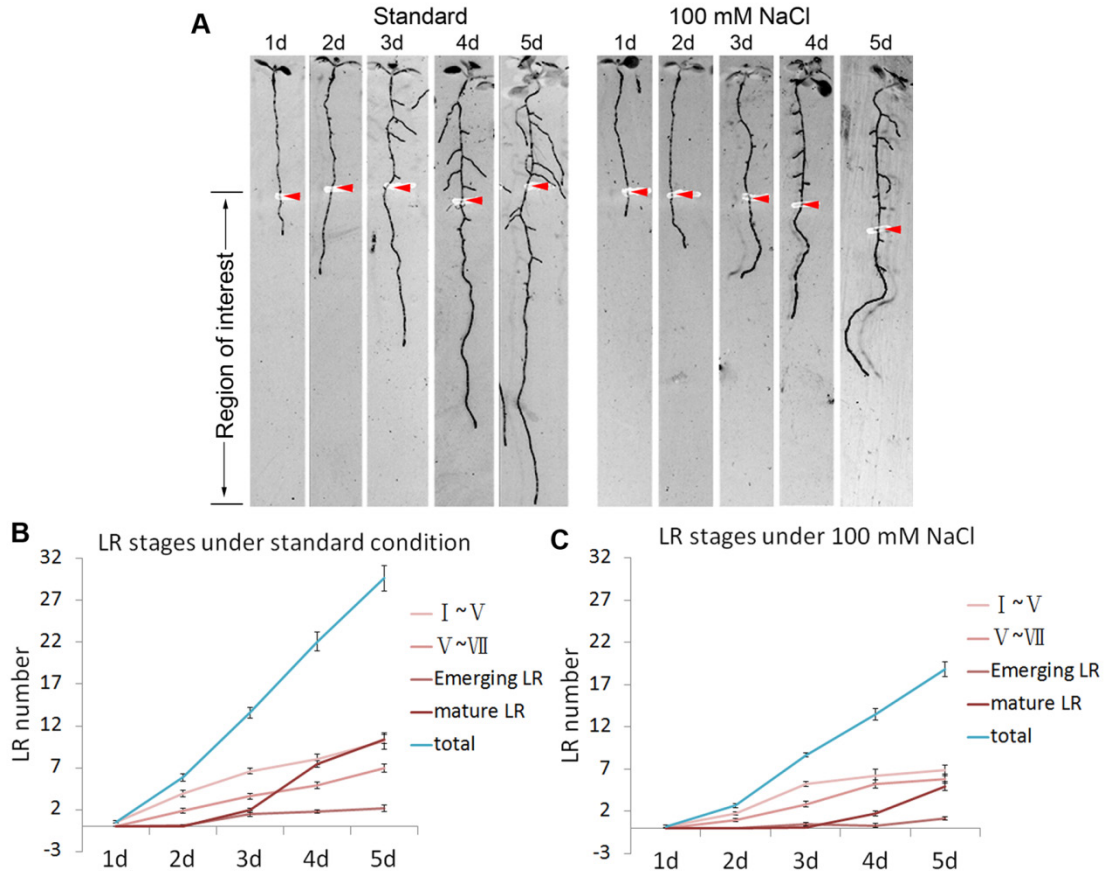 A
Standard
100 mM NaCl
1d 2d 3d 4d 5d
1d 2d 3d 4d 5d
Region of interest
B
LR stages under standard condition
32
27
22
17
12
7
2
-3
LR number
1d 2d 3d 4d 5d
Ⅰ~Ⅴ
Ⅴ~Ⅶ
Emerging LR
mature LR
total
C
LR stages under 100 mM NaCl
32
27
22
17
12
7
2
-3
LR number
1d 2d 3d 4d 5d
Ⅰ~Ⅴ
Ⅴ~Ⅶ
Emerging LR
mature LR
total